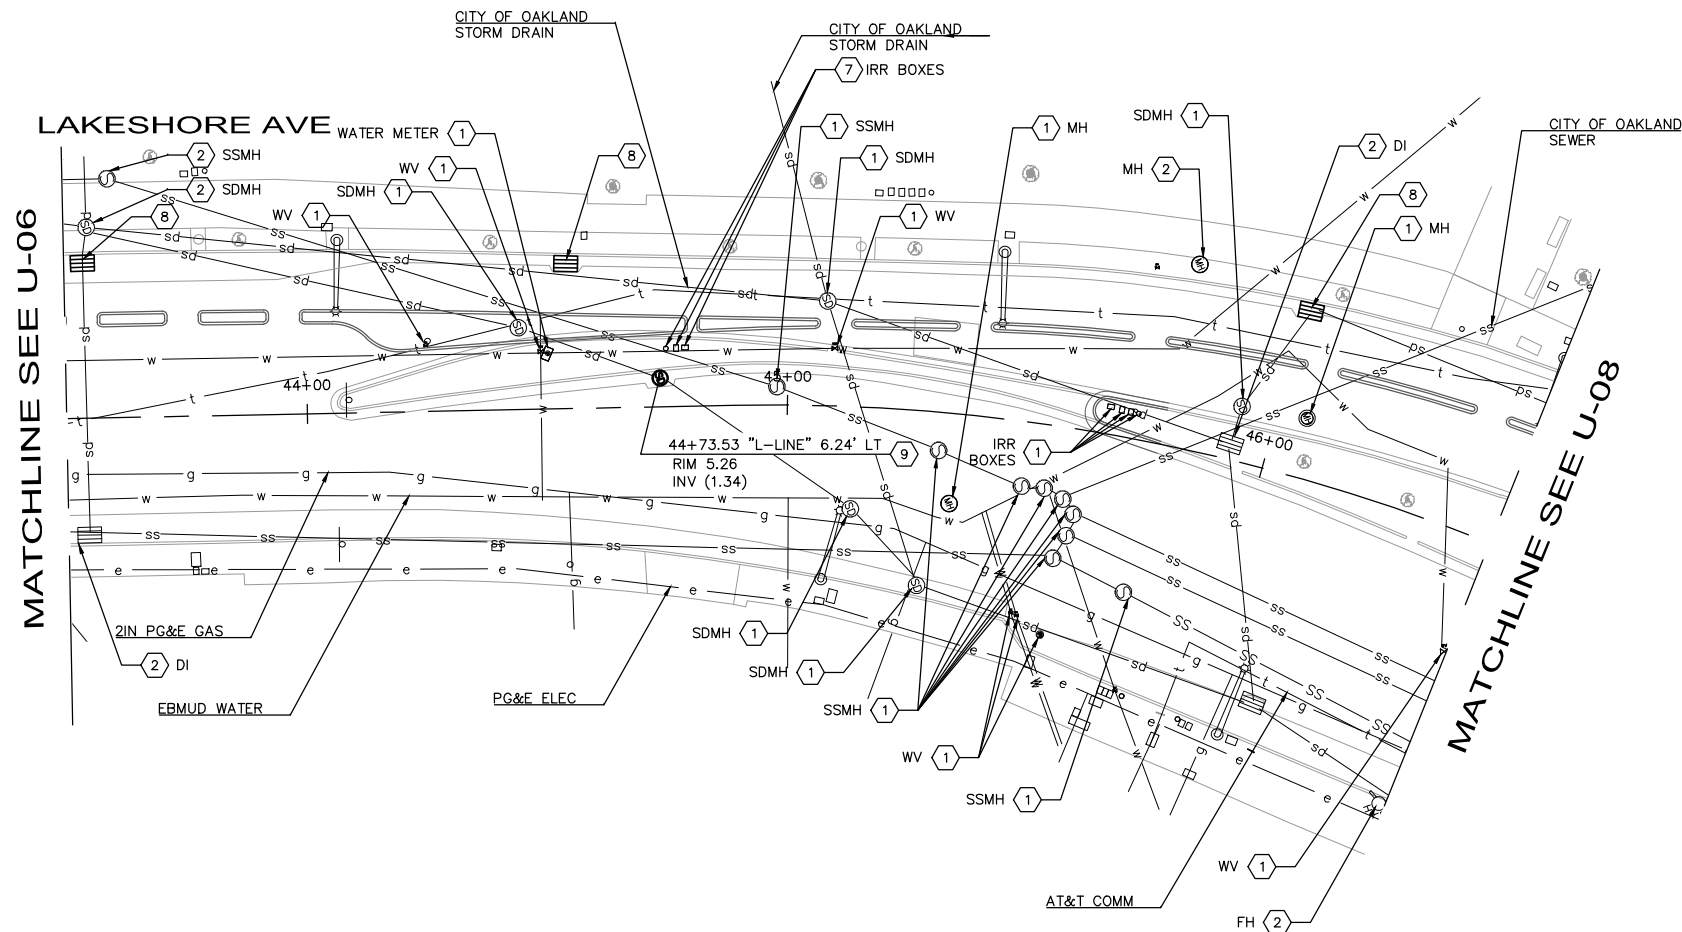 CITY OF OAKLAND
STORM DRAIN
CITY OF OAKLAND
STORM DRAIN
7 IRR BOXES
LAKESHORE AVE
WATER METER 1
1 SSMH
1 MH
SDMH 1
CITY OF OAKLAND
SEWER
2 SSMH
WV 1
8
1 SDMH
MH 2
2 DI
2 SDMH
SDMH 1
8
8
WV 1
1 WV
1 MH
MATCHLINE SEE U-06
44+00
45+00
46+00
44+73.53 "L-LINE" 6.24' LT 9
RIM 5.26
INV (1.34)
IRR
BOXES 1
MATCHLINE SEE U-08
2IN PG&E GAS
2 DI
EBMUD WATER
PG&E ELEC
SDMH 1
SDMH 1
SSMH 1
WV 1
SSMH 1
WV 1
AT&T COMM
FH 2